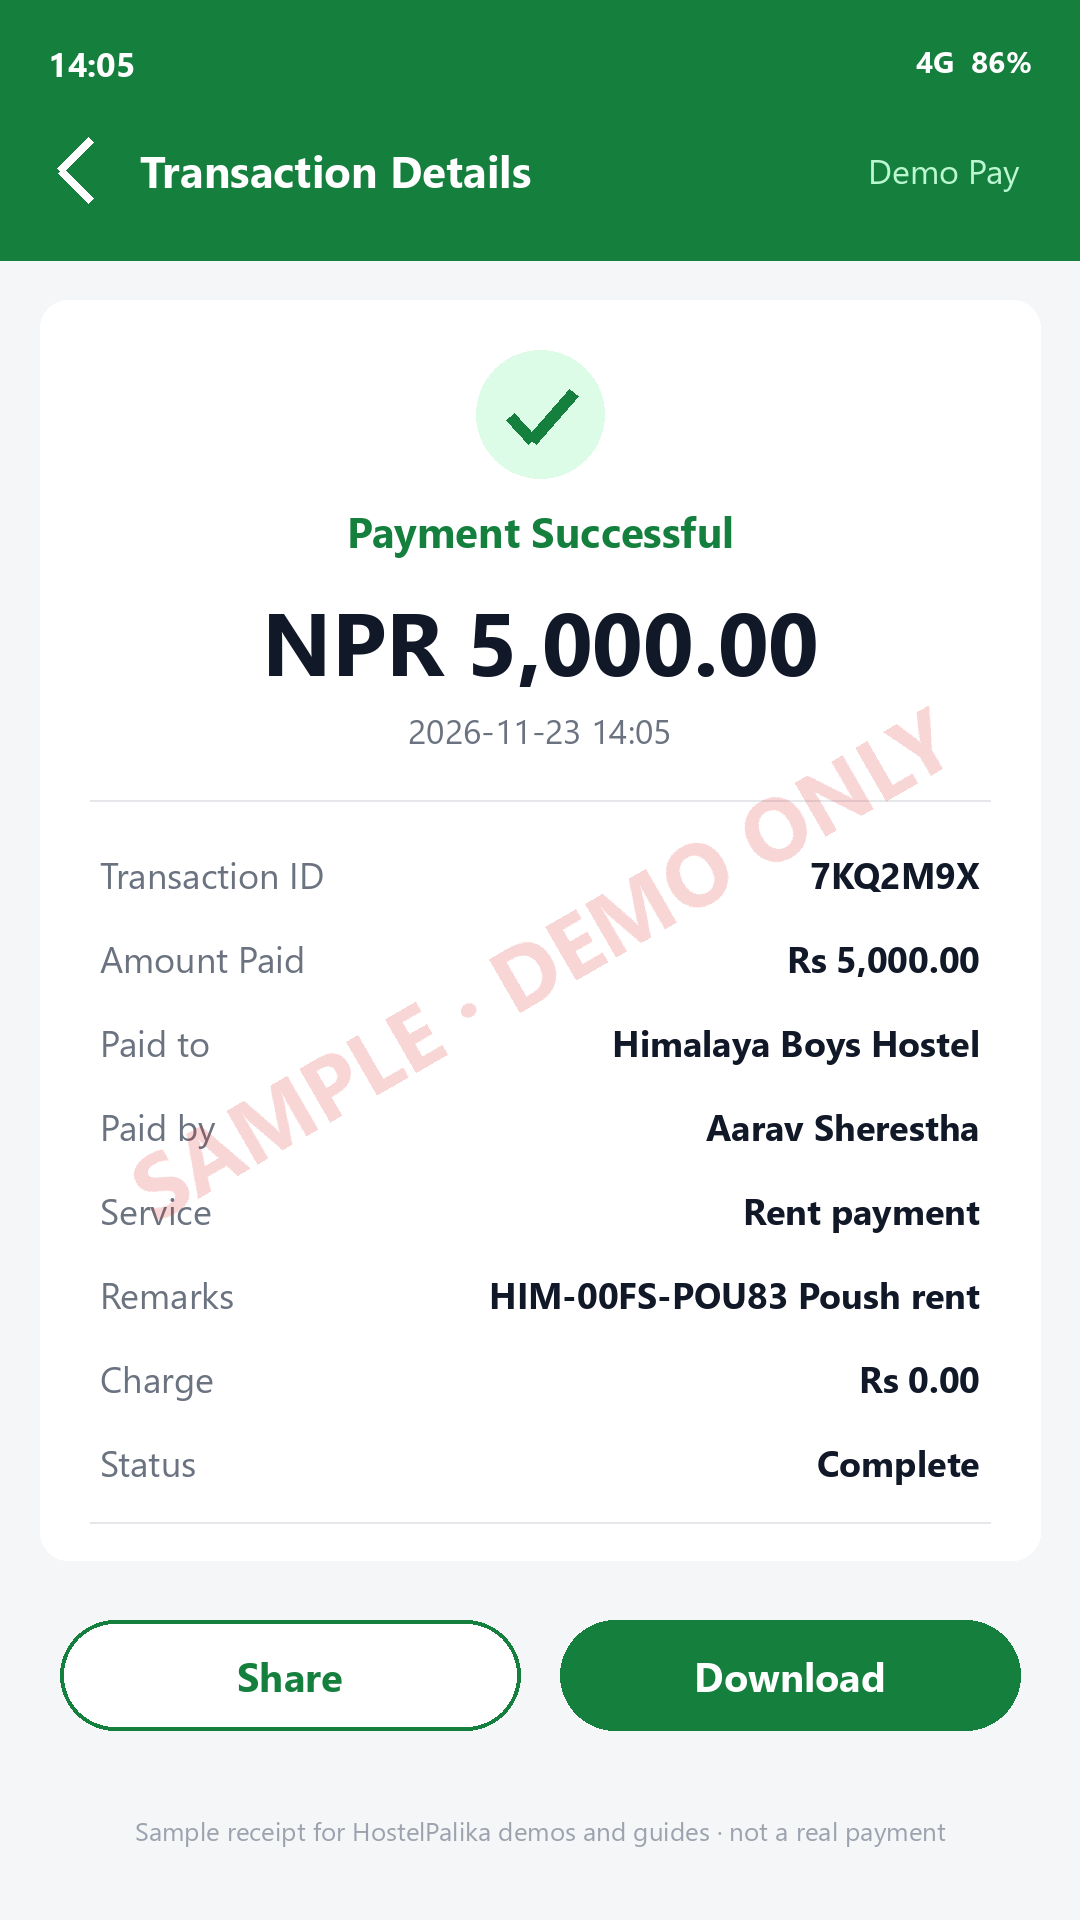 14:05
4G 86%
Transaction Details
Demo Pay
Payment Successful
NPR 5,000.00
2026-11-23 14:05
Transaction ID 7KQ2M9X
Amount Paid Rs 5,000.00
Paid to Himalaya Boys Hostel
Paid by Aarav Sherestha
Service Rent payment
Remarks HIM-00FS-POU83 Poush rent
Charge Rs 0.00
Status Complete
SAMPLE · DEMO ONLY
Share
Download
Sample receipt for HostelPalika demos and guides · not a real payment